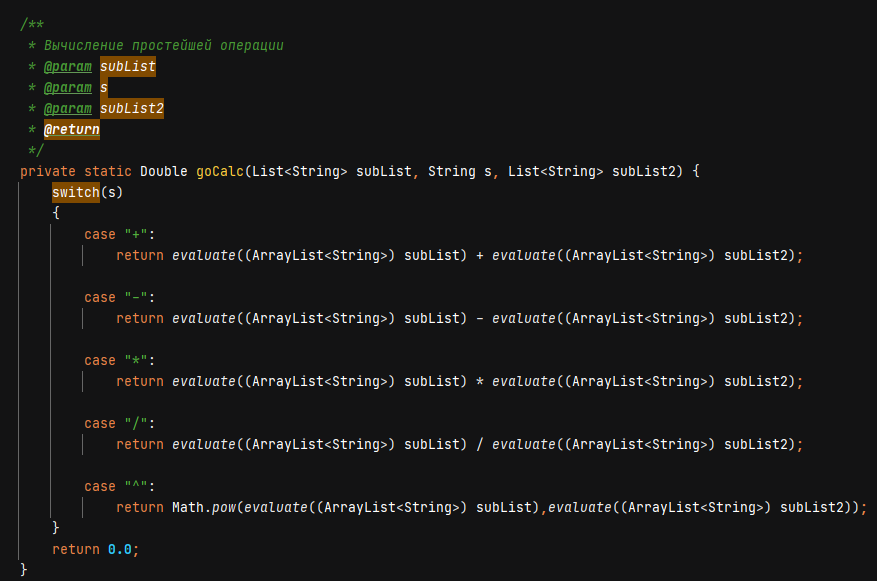 /**
 * Вычисление простейшей операции
 * @param subList
 * @param s
 * @param subList2
 * @return
 */
private static Double goCalc(List<String> subList, String s, List<String> subList2) {
    switch(s)
    {
        case "+":
            return evaluate((ArrayList<String>) subList) + evaluate((ArrayList<String>) subList2);
        case "-":
            return evaluate((ArrayList<String>) subList) - evaluate((ArrayList<String>) subList2);
        case "*":
            return evaluate((ArrayList<String>) subList) * evaluate((ArrayList<String>) subList2);
        case "/":
            return evaluate((ArrayList<String>) subList) / evaluate((ArrayList<String>) subList2);
        case "^":
            return Math.pow(evaluate((ArrayList<String>) subList),evaluate((ArrayList<String>) subList2));
    }
    return 0.0;
}